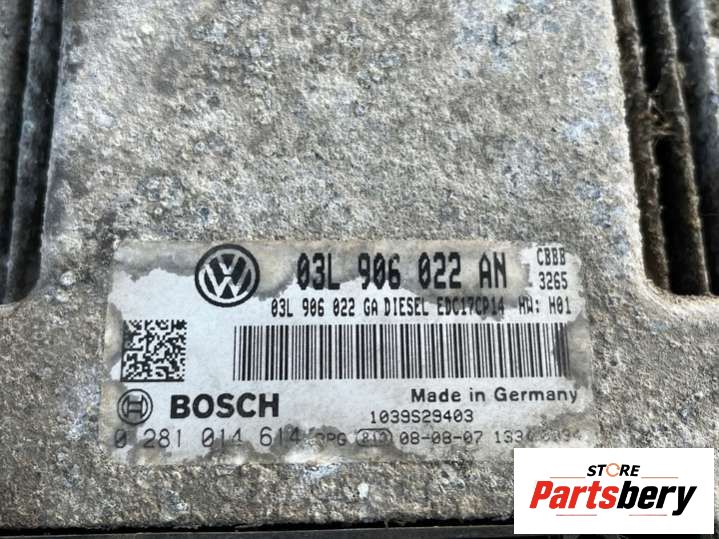 03L 906 022 AN
CBBB
3265
03L 906 022 GA DIESEL EDC17CP14 HW: H01
Made in Germany
BOSCH
1039S29403
0 281 014 614 08-08-07
STORE
Partsbery